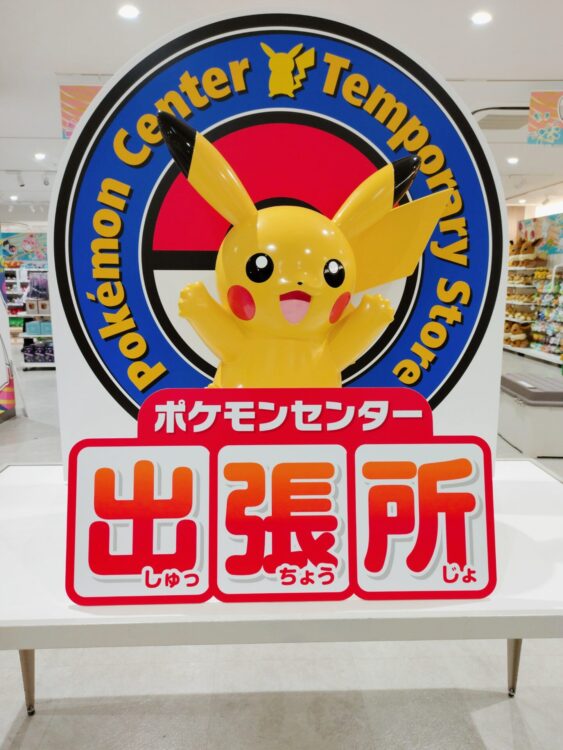 Pokémon Center Temporary Store
ポケモンセンター
出張所
しゅっ ちょう じょ